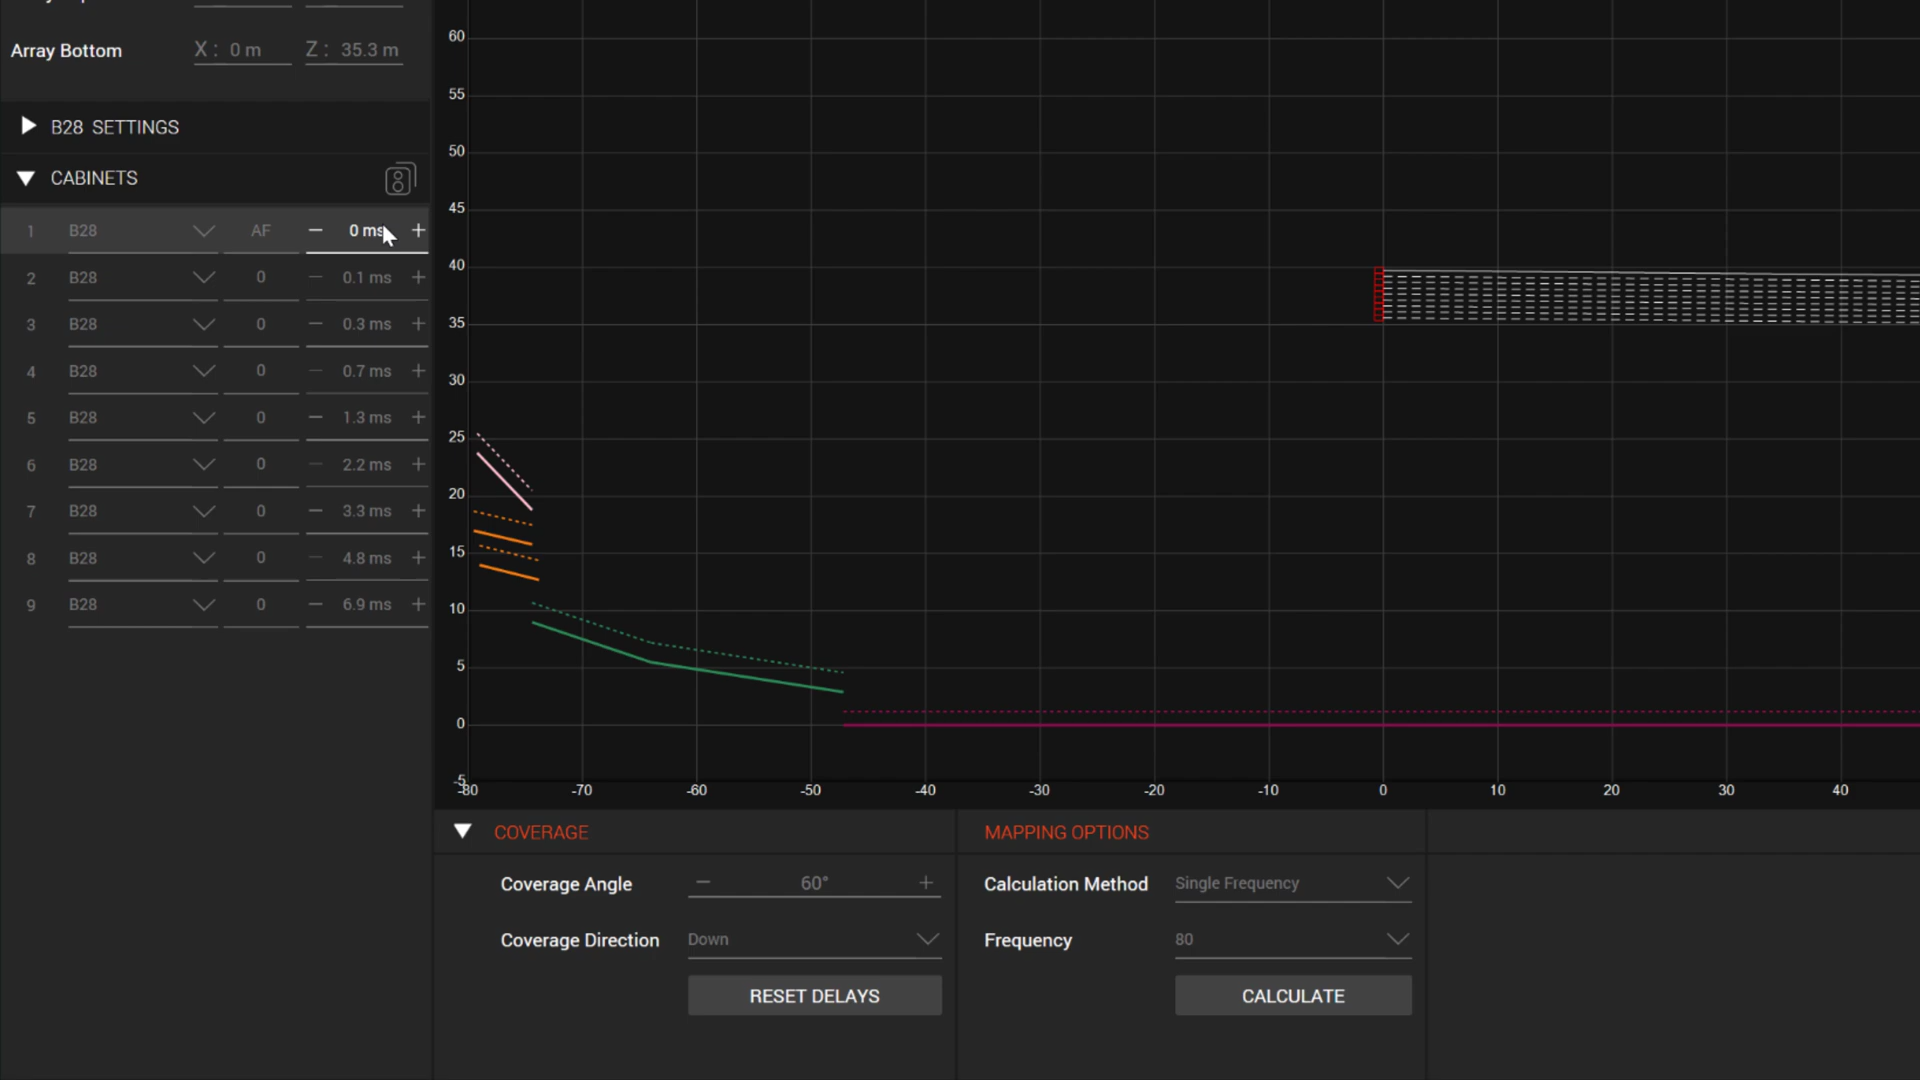 Array Bottom X : 0 m Z : 35.3 m
B28 SETTINGS
CABINETS
1 B28 AF − 0 ms +
2 B28 0 − 0.1 ms +
3 B28 0 − 0.3 ms +
4 B28 0 − 0.7 ms +
5 B28 0 − 1.3 ms +
6 B28 0 − 2.2 ms +
7 B28 0 − 3.3 ms +
8 B28 0 − 4.8 ms +
9 B28 0 − 6.9 ms +
60
55
50
45
40
35
30
25
20
15
10
5
0
-5
-80 -70 -60 -50 -40 -30 -20 -10 0 10 20 30 40
COVERAGE
Coverage Angle − 60° +
Coverage Direction Down
RESET DELAYS
MAPPING OPTIONS
Calculation Method Single Frequency
Frequency 80
CALCULATE